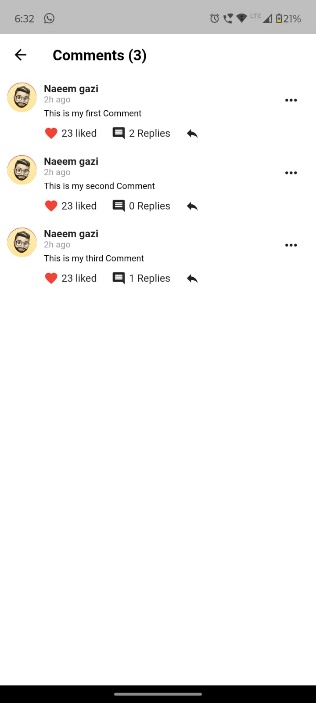 6:32 LTE 21%
Comments (3)
Naeem gazi
2h ago
This is my first Comment
23 liked 2 Replies
Naeem gazi
2h ago
This is my second Comment
23 liked 0 Replies
Naeem gazi
2h ago
This is my third Comment
23 liked 1 Replies